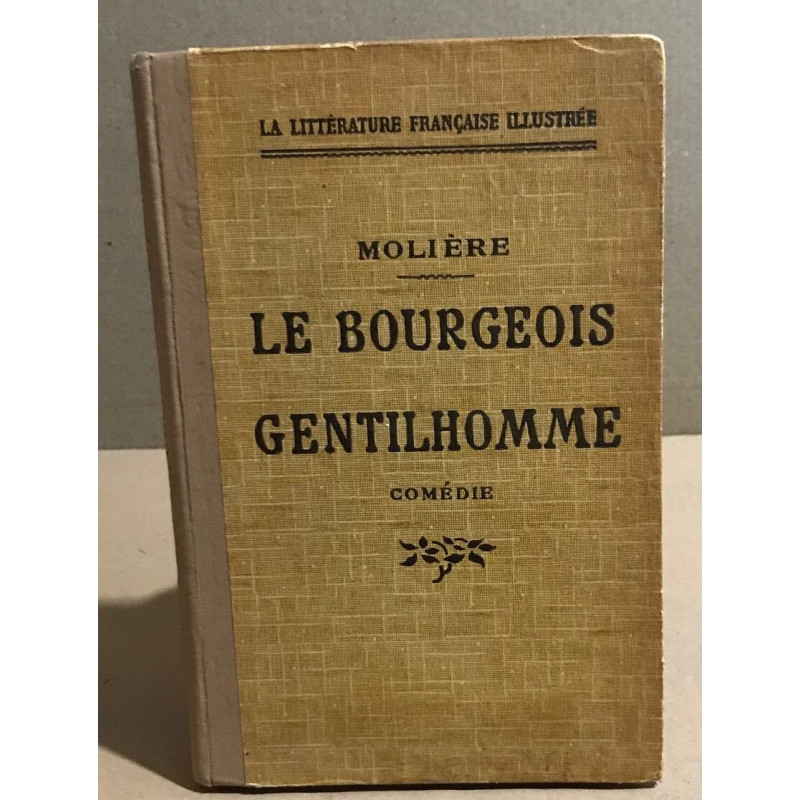 LA LITTÉRATURE FRANÇAISE ILLUSTRÉE
MOLIÈRE
LE BOURGEOIS
GENTILHOMME
COMÉDIE